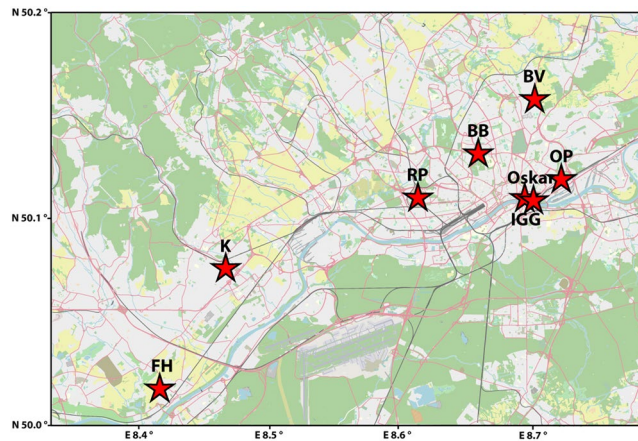 N 50.2°
BV
BB
OP
RP
Oskar
N 50.1°
IGG
K
FH
N 50.0°
E 8.4°
E 8.5°
E 8.6°
E 8.7°